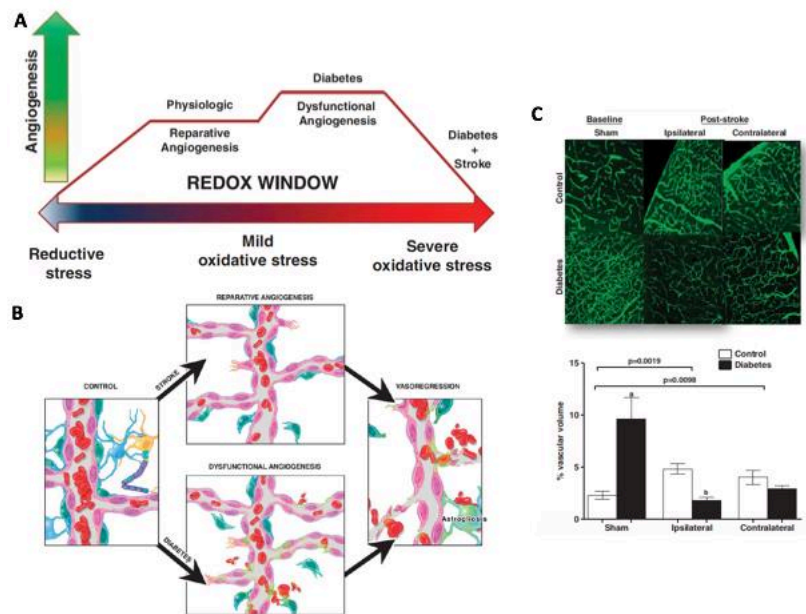 A
Angiogenesis
Physiologic
Reparative
Angiogenesis
Diabetes
Dysfunctional
Angiogenesis
Diabetes
+
Stroke
REDOX WINDOW
Reductive
stress
Mild
oxidative stress
Severe
oxidative stress
B
CONTROL
STROKE
DIABETES
REPARATIVE ANGIOGENESIS
DYSFUNCTIONAL ANGIOGENESIS
VASOREGRESSION
Astrogliosis
C
Baseline
Post-stroke
Sham
Ipsilateral
Contralateral
Control
Diabetes
p=0.0019
p=0.0098
Control
Diabetes
% vascular volume
15
10
5
0
a
b
Sham
Ipsilateral
Contralateral